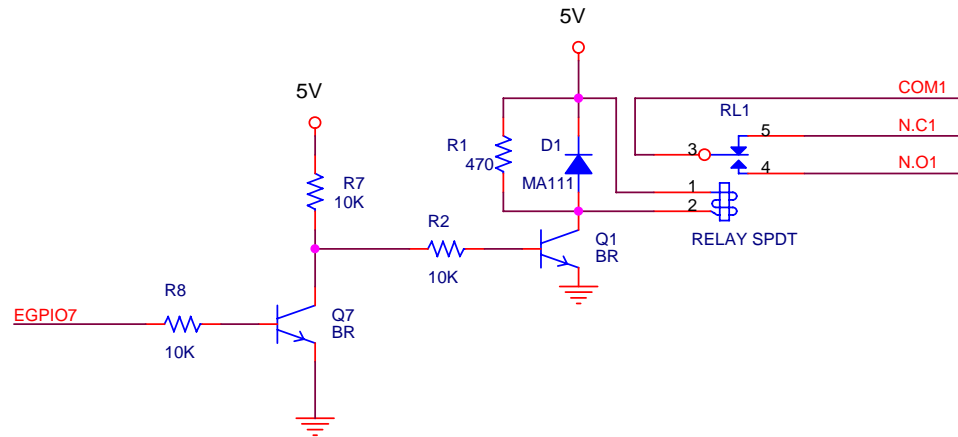 5V
5V
COM1
RL1
5
N.C1
R1
470
D1
3
4
N.O1
R7
10K
MA111
1
2
R2
10K
Q1
BR
RELAY SPDT
R8
EGPIO7
10K
Q7
BR